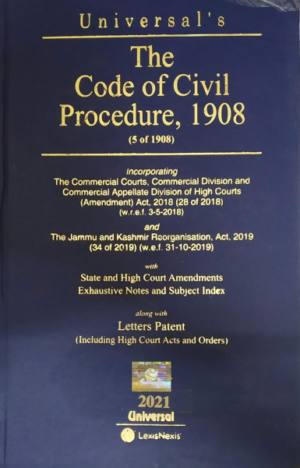 Universal's
The
Code of Civil
Procedure, 1908
(5 of 1908)
incorporating
The Commercial Courts, Commercial Division and
Commercial Appellate Division of High Courts
(Amendment) Act, 2018 (28 of 2018)
(w.r.e.f. 3-5-2018)
and
The Jammu and Kashmir Reorganisation, Act, 2019
(34 of 2019) (w.e.f. 31-10-2019)
with
State and High Court Amendments
Exhaustive Notes and Subject Index
along with
Letters Patent
(Including High Court Acts and Orders)
2021
Universal
LexisNexis